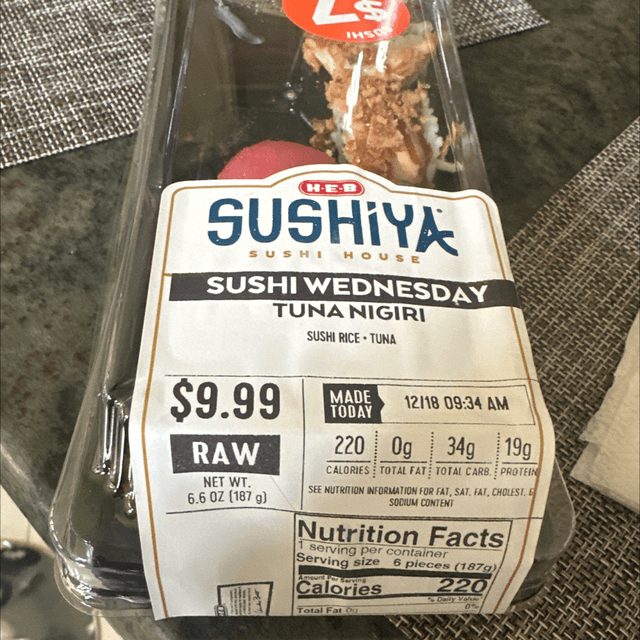 $7
USHI
H-E-B
SUSHiYA
SUSHI HOUSE
SUSHI WEDNESDAY
TUNA NIGIRI
SUSHI RICE • TUNA
$9.99
MADE TODAY
12/18 09:34 AM
RAW
NET WT.
6.6 OZ (187 g)
220 0g 34g 19g
CALORIES TOTAL FAT TOTAL CARB. PROTEIN
SEE NUTRITION INFORMATION FOR FAT, SAT. FAT, CHOLEST. &
SODIUM CONTENT
Nutrition Facts
1 serving per container
Serving size 6 pieces (187g)
Amount Per Serving
Calories 220
% Daily Value*
Total Fat 0g 0%